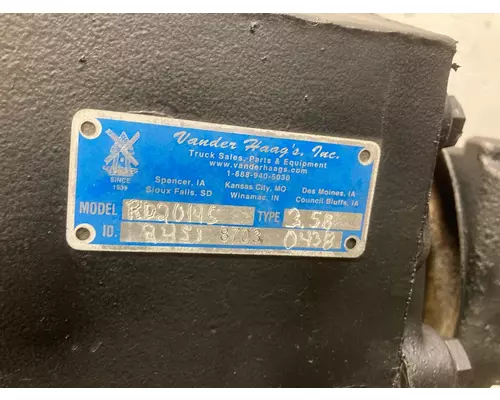 Vander Haag's, Inc.
Truck Sales, Parts & Equipment
www.vanderhaags.com
1-888-940-5030
SINCE
1939
Spencer, IA
Kansas City, MO
Des Moines, IA
Sioux Falls, SD
Winamac, IN
Council Bluffs, IA
MODEL RD20145 TYPE 3.58
ID. 2453 8703 0438